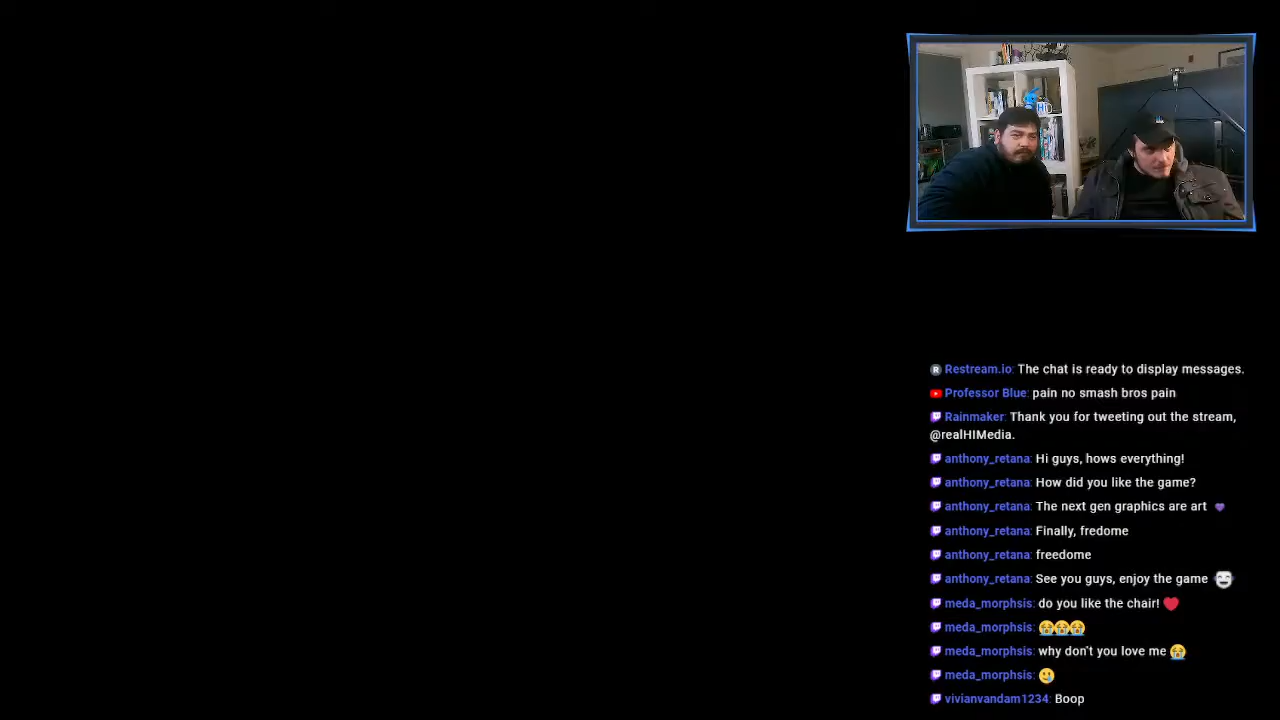 HI
Restream.io: The chat is ready to display messages.
Professor Blue: pain no smash bros pain
Rainmaker: Thank you for tweeting out the stream,
@realHIMedia.
anthony_retana: Hi guys, hows everything!
anthony_retana: How did you like the game?
anthony_retana: The next gen graphics are art 💜
anthony_retana: Finally, fredome
anthony_retana: freedome
anthony_retana: See you guys, enjoy the game
meda_morphsis: do you like the chair! ❤️
meda_morphsis: 😭😭😭
meda_morphsis: why don't you love me 😭
meda_morphsis: 🥲
vivianvandam1234: Boop